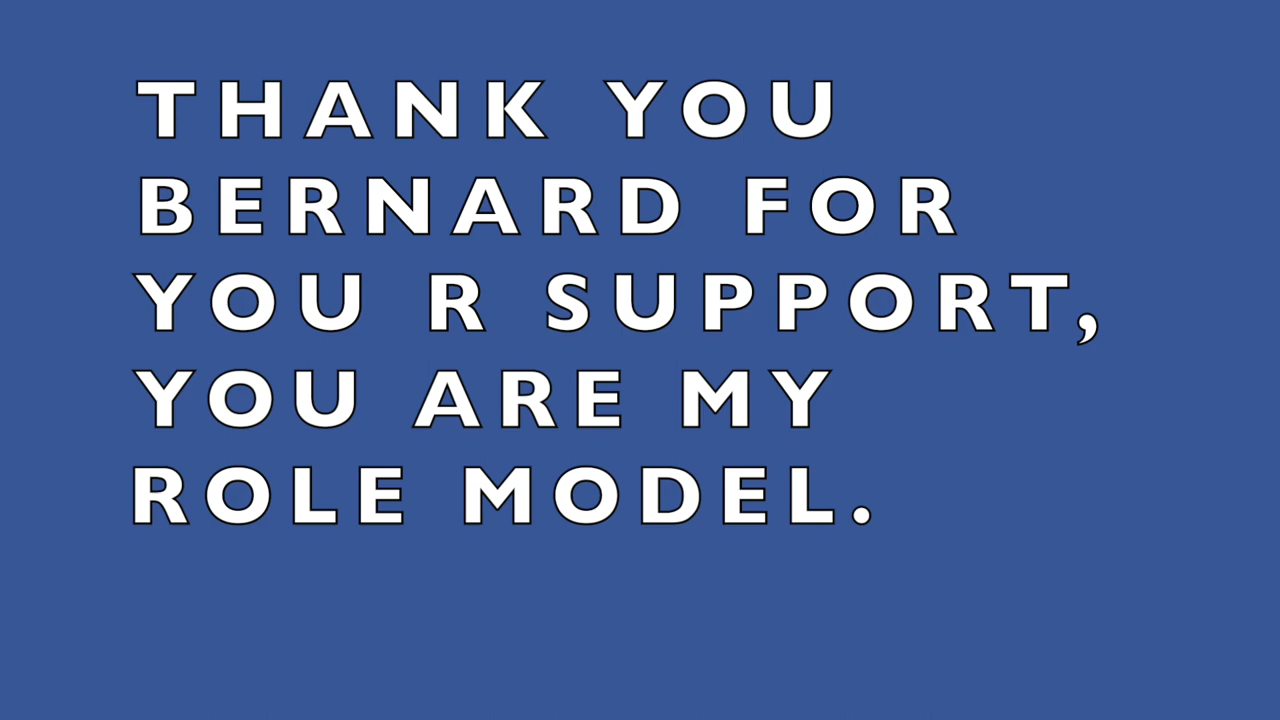 THANK YOU
BERNARD FOR
YOU R SUPPORT,
YOU ARE MY
ROLE MODEL.